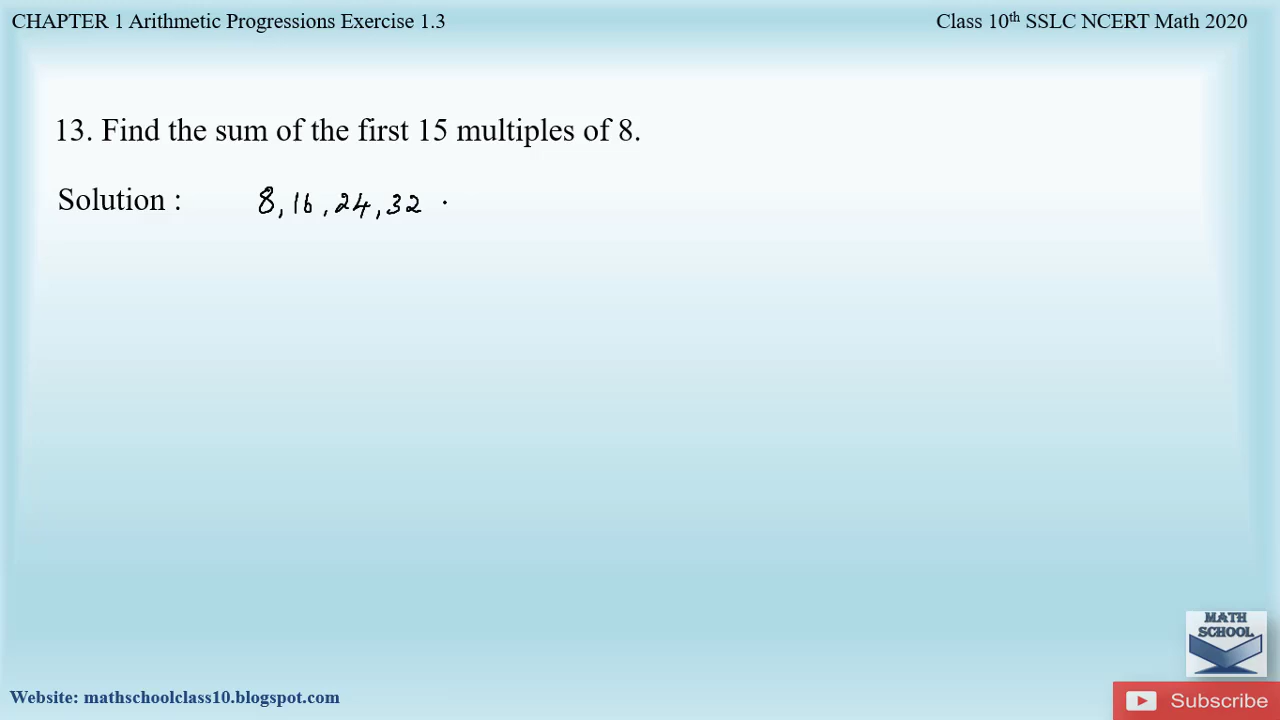 CHAPTER 1 Arithmetic Progressions Exercise 1.3
Class 10th SSLC NCERT Math 2020
13. Find the sum of the first 15 multiples of 8.
Solution : 8, 16, 24, 32 .
MATH
SCHOOL
Website: mathschoolclass10.blogspot.com
Subscribe